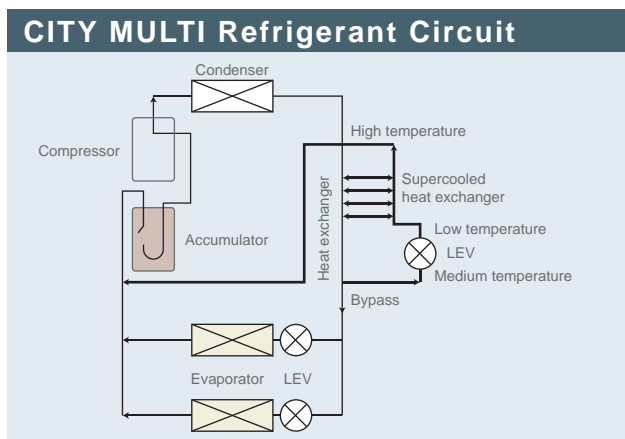 CITY MULTI Refrigerant Circuit
Condenser
High temperature
Compressor
Supercooled
heat exchanger
Heat exchanger
Accumulator
Low temperature
LEV
Medium temperature
Bypass
Evaporator LEV